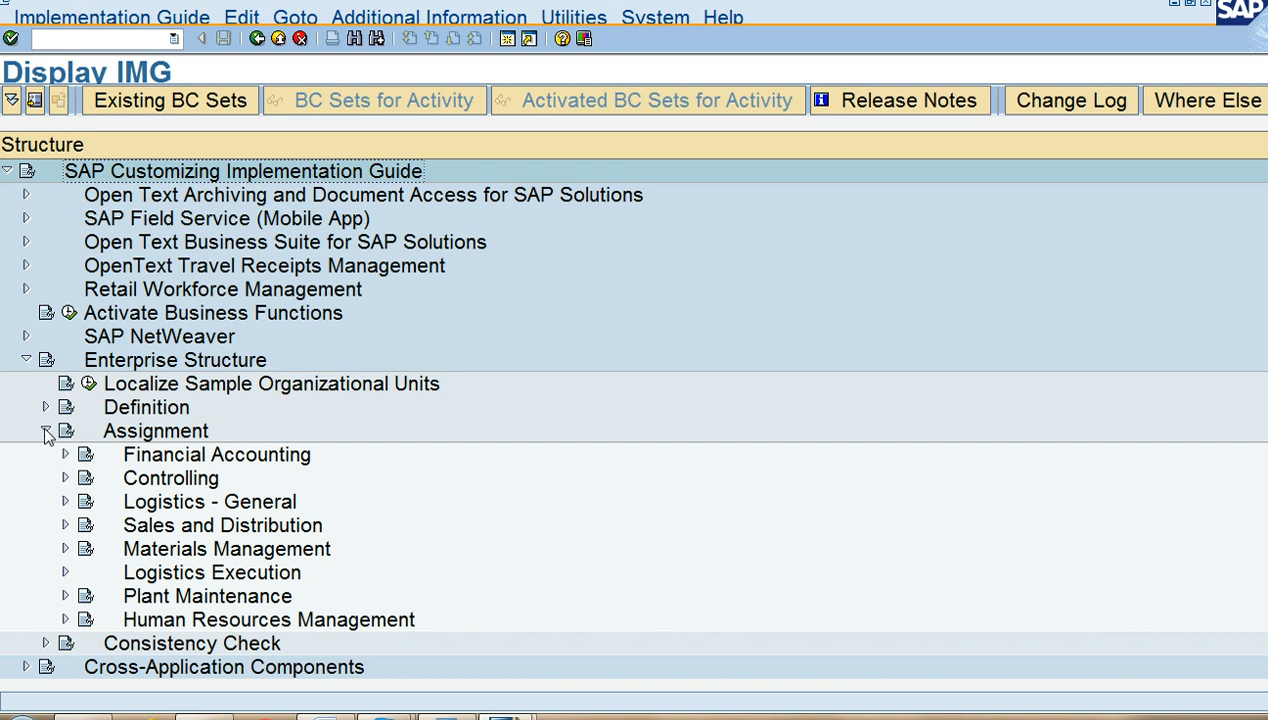 Implementation Guide Edit Goto Additional Information Utilities System Help
SAP
Display IMG
Existing BC Sets BC Sets for Activity Activated BC Sets for Activity Release Notes Change Log Where Else
Structure
SAP Customizing Implementation Guide
Open Text Archiving and Document Access for SAP Solutions
SAP Field Service (Mobile App)
Open Text Business Suite for SAP Solutions
OpenText Travel Receipts Management
Retail Workforce Management
Activate Business Functions
SAP NetWeaver
Enterprise Structure
Localize Sample Organizational Units
Definition
Assignment
Financial Accounting
Controlling
Logistics - General
Sales and Distribution
Materials Management
Logistics Execution
Plant Maintenance
Human Resources Management
Consistency Check
Cross-Application Components